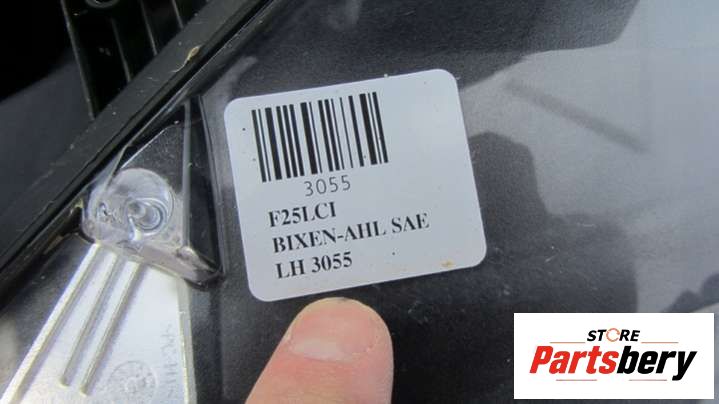 3055
F25LCI
BIXEN-AHL SAE
LH 3055
STORE
Partsbery